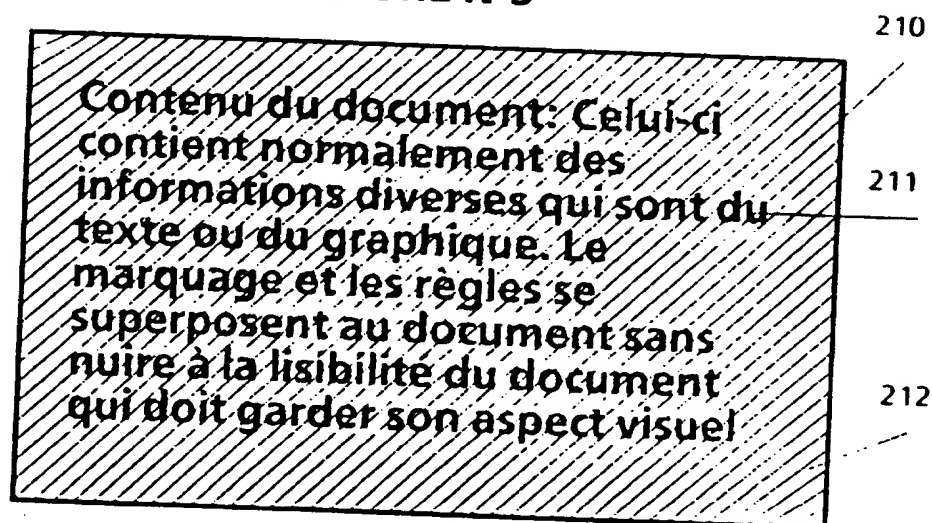 210
Contenu du document: Celui-ci
contient normalement des
informations diverses qui sont du
211
texte ou du graphique. Le
marquage et les règles se
superposent au document sans
nuire à la lisibilité du document
212
qui doit garder son aspect visuel